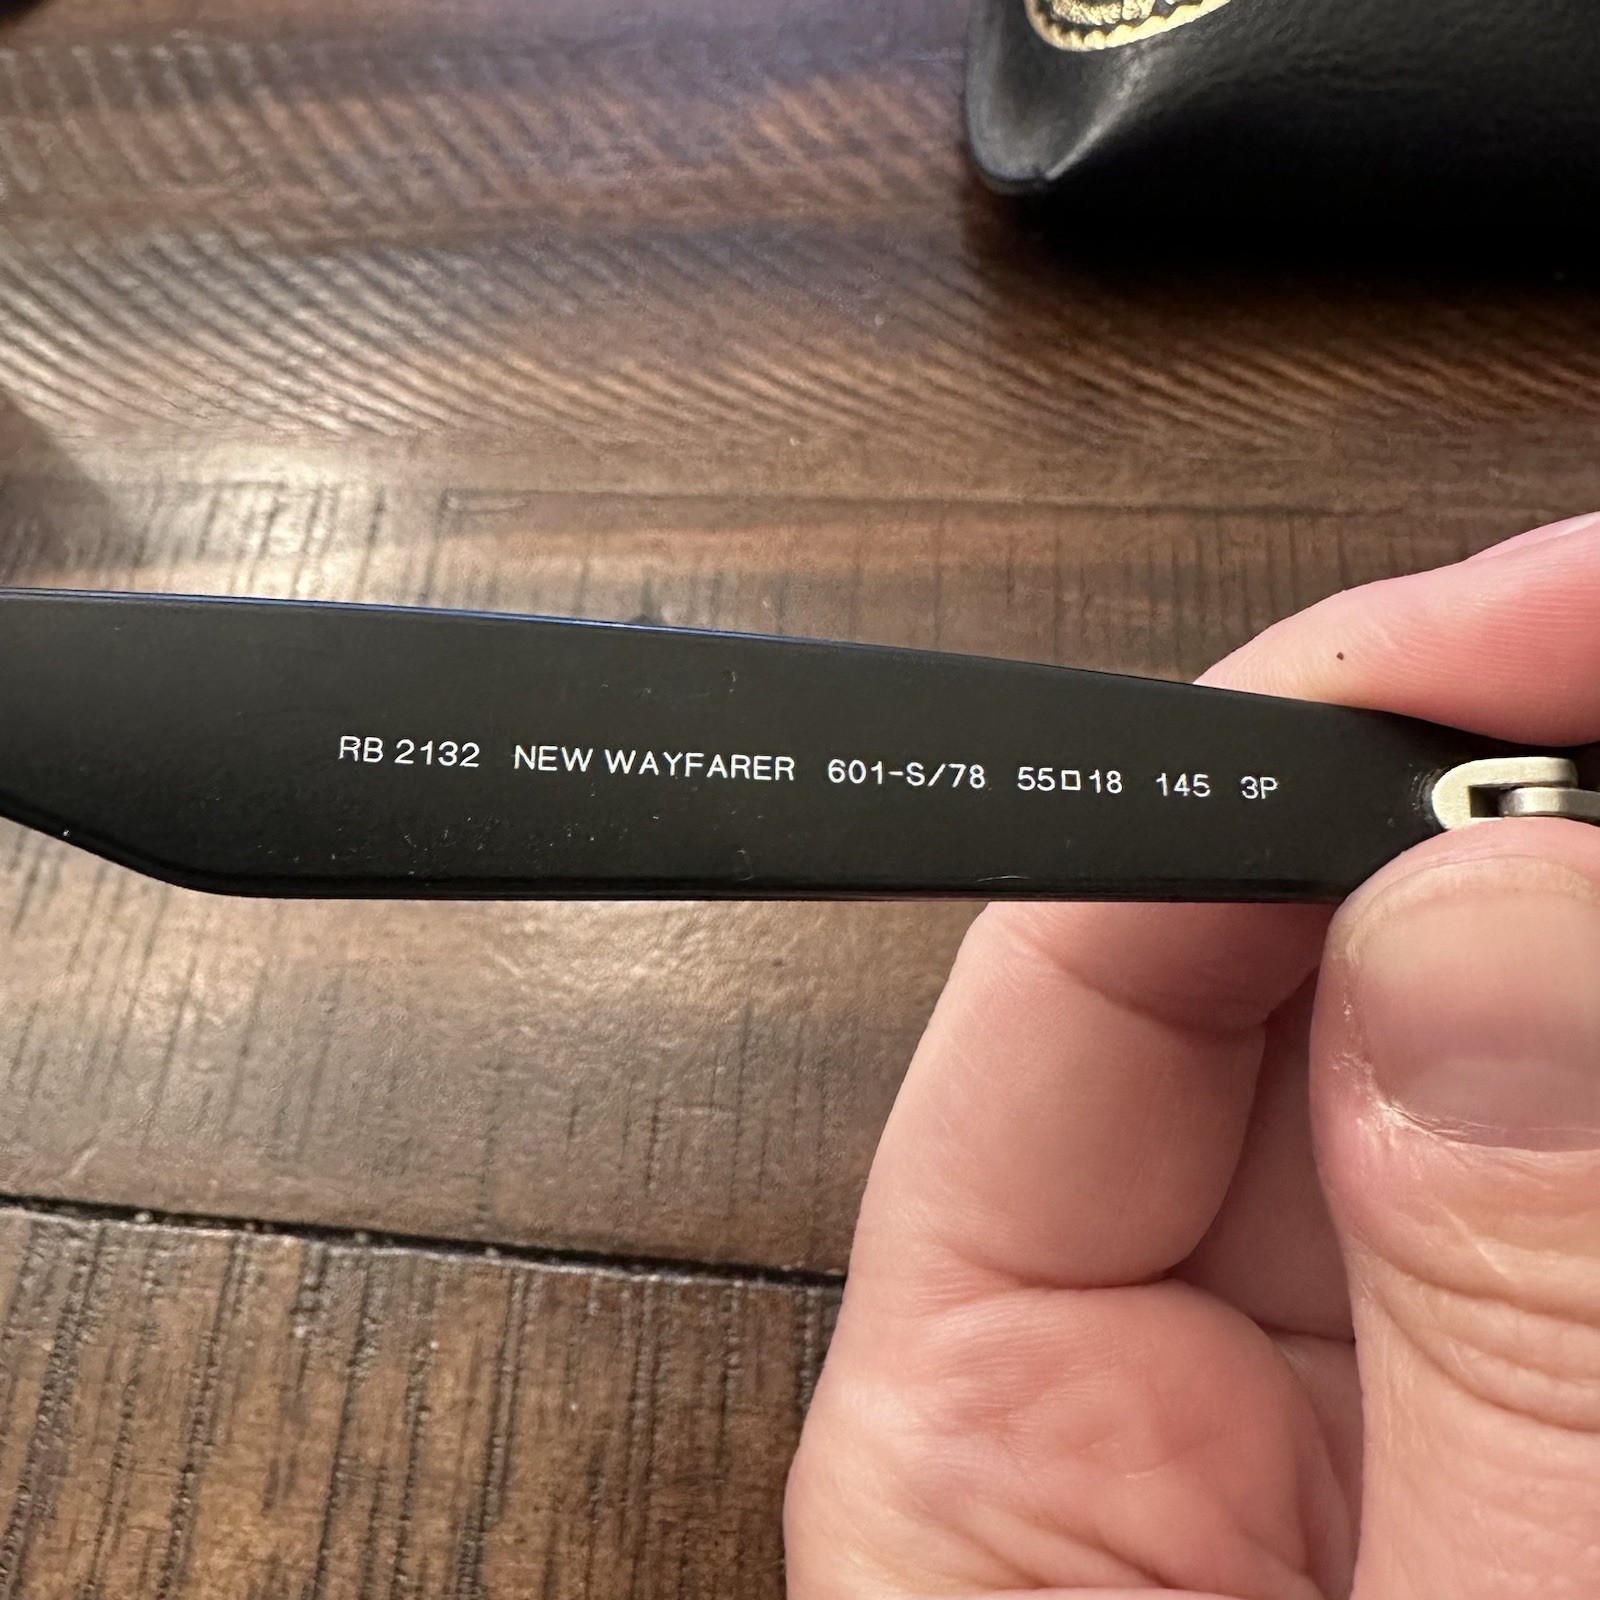 RB 2132 NEW WAYFARER 601-S/78 55□18 145 3P